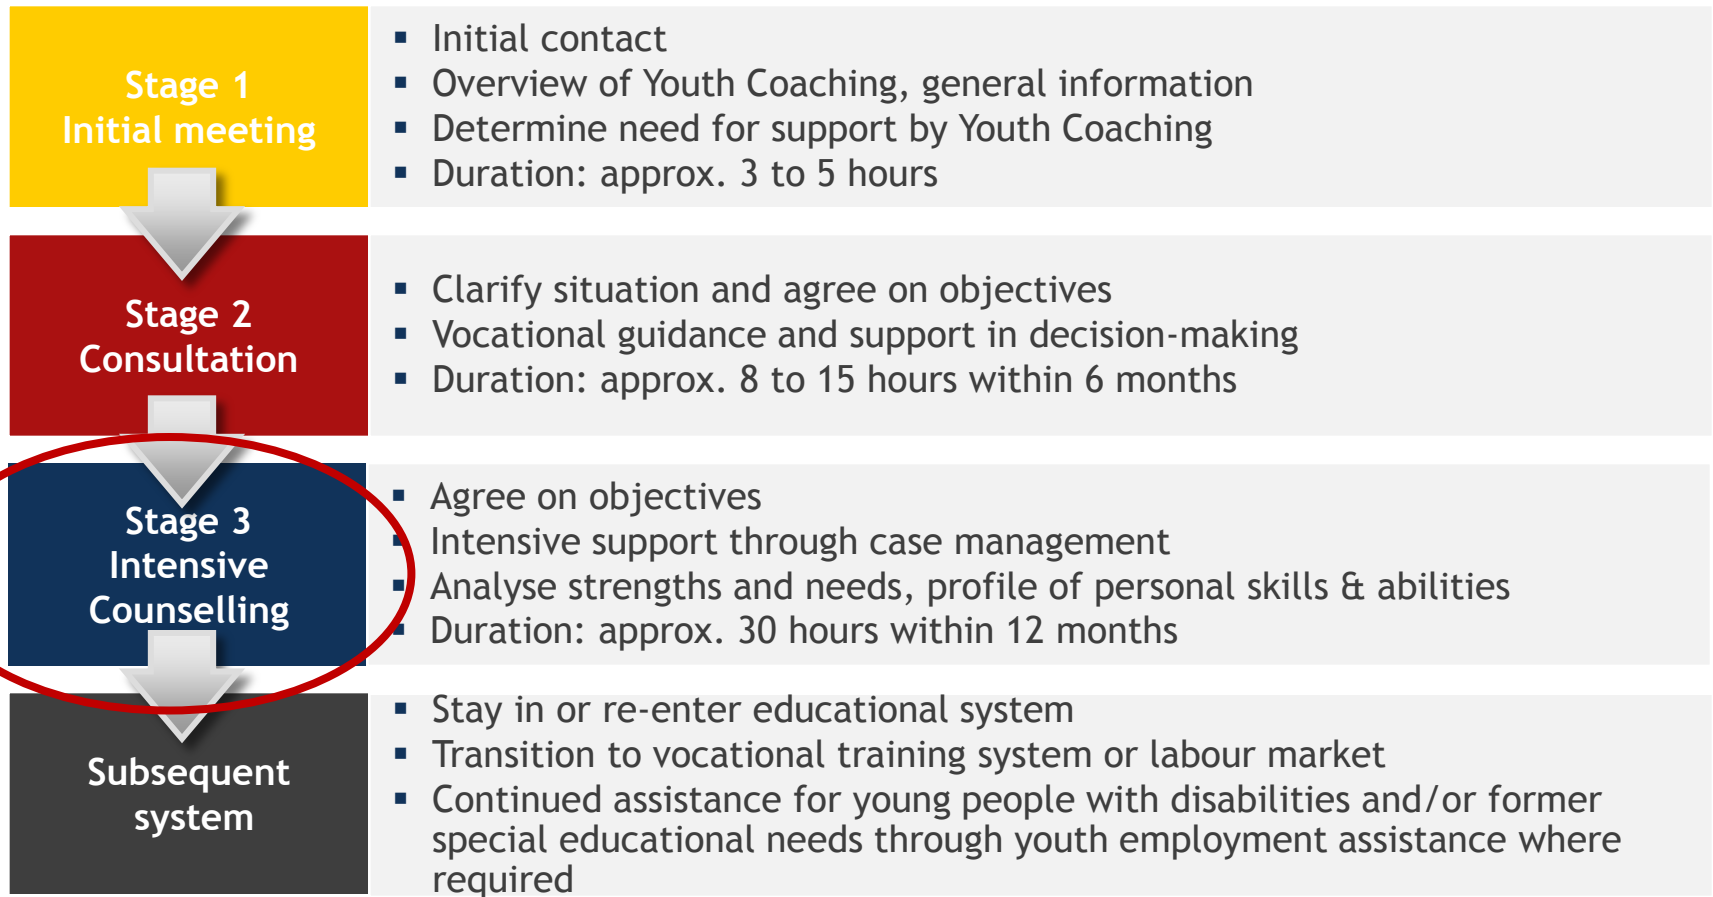 Stage 1
Initial meeting
▪ Initial contact
▪ Overview of Youth Coaching, general information
▪ Determine need for support by Youth Coaching
▪ Duration: approx. 3 to 5 hours
Stage 2
Consultation
▪ Clarify situation and agree on objectives
▪ Vocational guidance and support in decision-making
▪ Duration: approx. 8 to 15 hours within 6 months
Stage 3
Intensive
Counselling
▪ Agree on objectives
▪ Intensive support through case management
▪ Analyse strengths and needs, profile of personal skills & abilities
▪ Duration: approx. 30 hours within 12 months
Subsequent
system
▪ Stay in or re-enter educational system
▪ Transition to vocational training system or labour market
▪ Continued assistance for young people with disabilities and/or former
special educational needs through youth employment assistance where
required